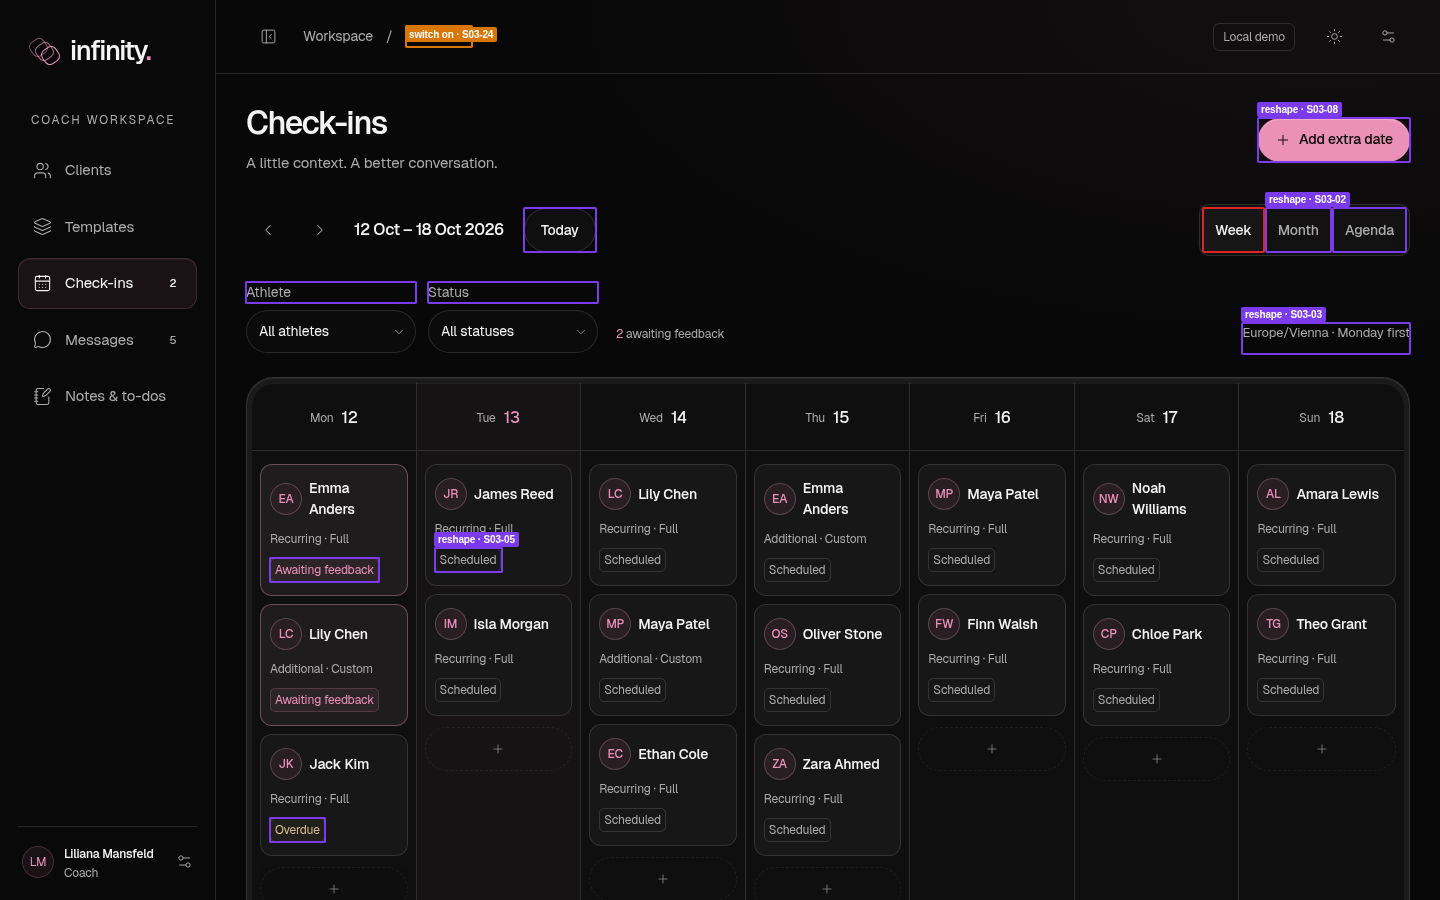 infinity.
COACH WORKSPACE
Clients
Templates
Check-ins 2
Messages 5
Notes & to-dos
LM Liliana Mansfeld
Coach
Workspace / switch on · S03-24
Local demo
Check-ins
A little context. A better conversation.
reshape · S03-08
+ Add extra date
12 Oct – 18 Oct 2026 Today
reshape · S03-02
Week Month Agenda
Athlete Status
All athletes All statuses 2 awaiting feedback
reshape · S03-03
Europe/Vienna · Monday first
Mon 12 Tue 13 Wed 14 Thu 15 Fri 16 Sat 17 Sun 18
EA Emma Anders
Recurring · Full
Awaiting feedback
LC Lily Chen
Additional · Custom
Awaiting feedback
JK Jack Kim
Recurring · Full
Overdue
+
JR James Reed
Recurring · Full
reshape · S03-05
Scheduled
IM Isla Morgan
Recurring · Full
Scheduled
+
LC Lily Chen
Recurring · Full
Scheduled
MP Maya Patel
Additional · Custom
Scheduled
EC Ethan Cole
Recurring · Full
Scheduled
+
EA Emma Anders
Additional · Custom
Scheduled
OS Oliver Stone
Recurring · Full
Scheduled
ZA Zara Ahmed
Recurring · Full
Scheduled
+
MP Maya Patel
Recurring · Full
Scheduled
FW Finn Walsh
Recurring · Full
Scheduled
+
NW Noah Williams
Recurring · Full
Scheduled
CP Chloe Park
Recurring · Full
Scheduled
+
AL Amara Lewis
Recurring · Full
Scheduled
TG Theo Grant
Recurring · Full
Scheduled
+